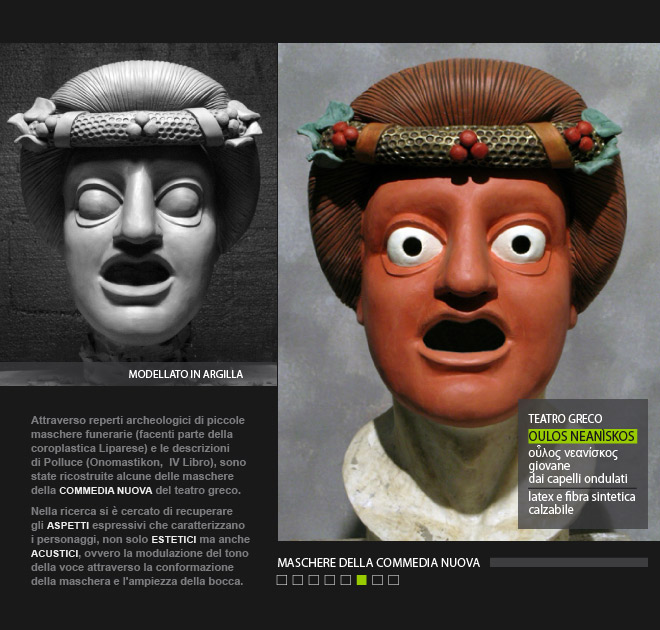 MODELLATO IN ARGILLA
Attraverso reperti archeologici di piccole
maschere funerarie (facenti parte della
coroplastica Liparese) e le descrizioni
di Polluce (Onomastikon, IV Libro), sono
state ricostruite alcune delle maschere
della COMMEDIA NUOVA del teatro greco.
Nella ricerca si è cercato di recuperare
gli ASPETTI espressivi che caratterizzano
i personaggi, non solo ESTETICI ma anche
ACUSTICI, ovvero la modulazione del tono
della voce attraverso la conformazione
della maschera e l'ampiezza della bocca.
TEATRO GRECO
OULOS NEANÌSKOS
οὖλος νεανίσκος
giovane
dai capelli ondulati
latex e fibra sintetica
calzabile
MASCHERE DELLA COMMEDIA NUOVA